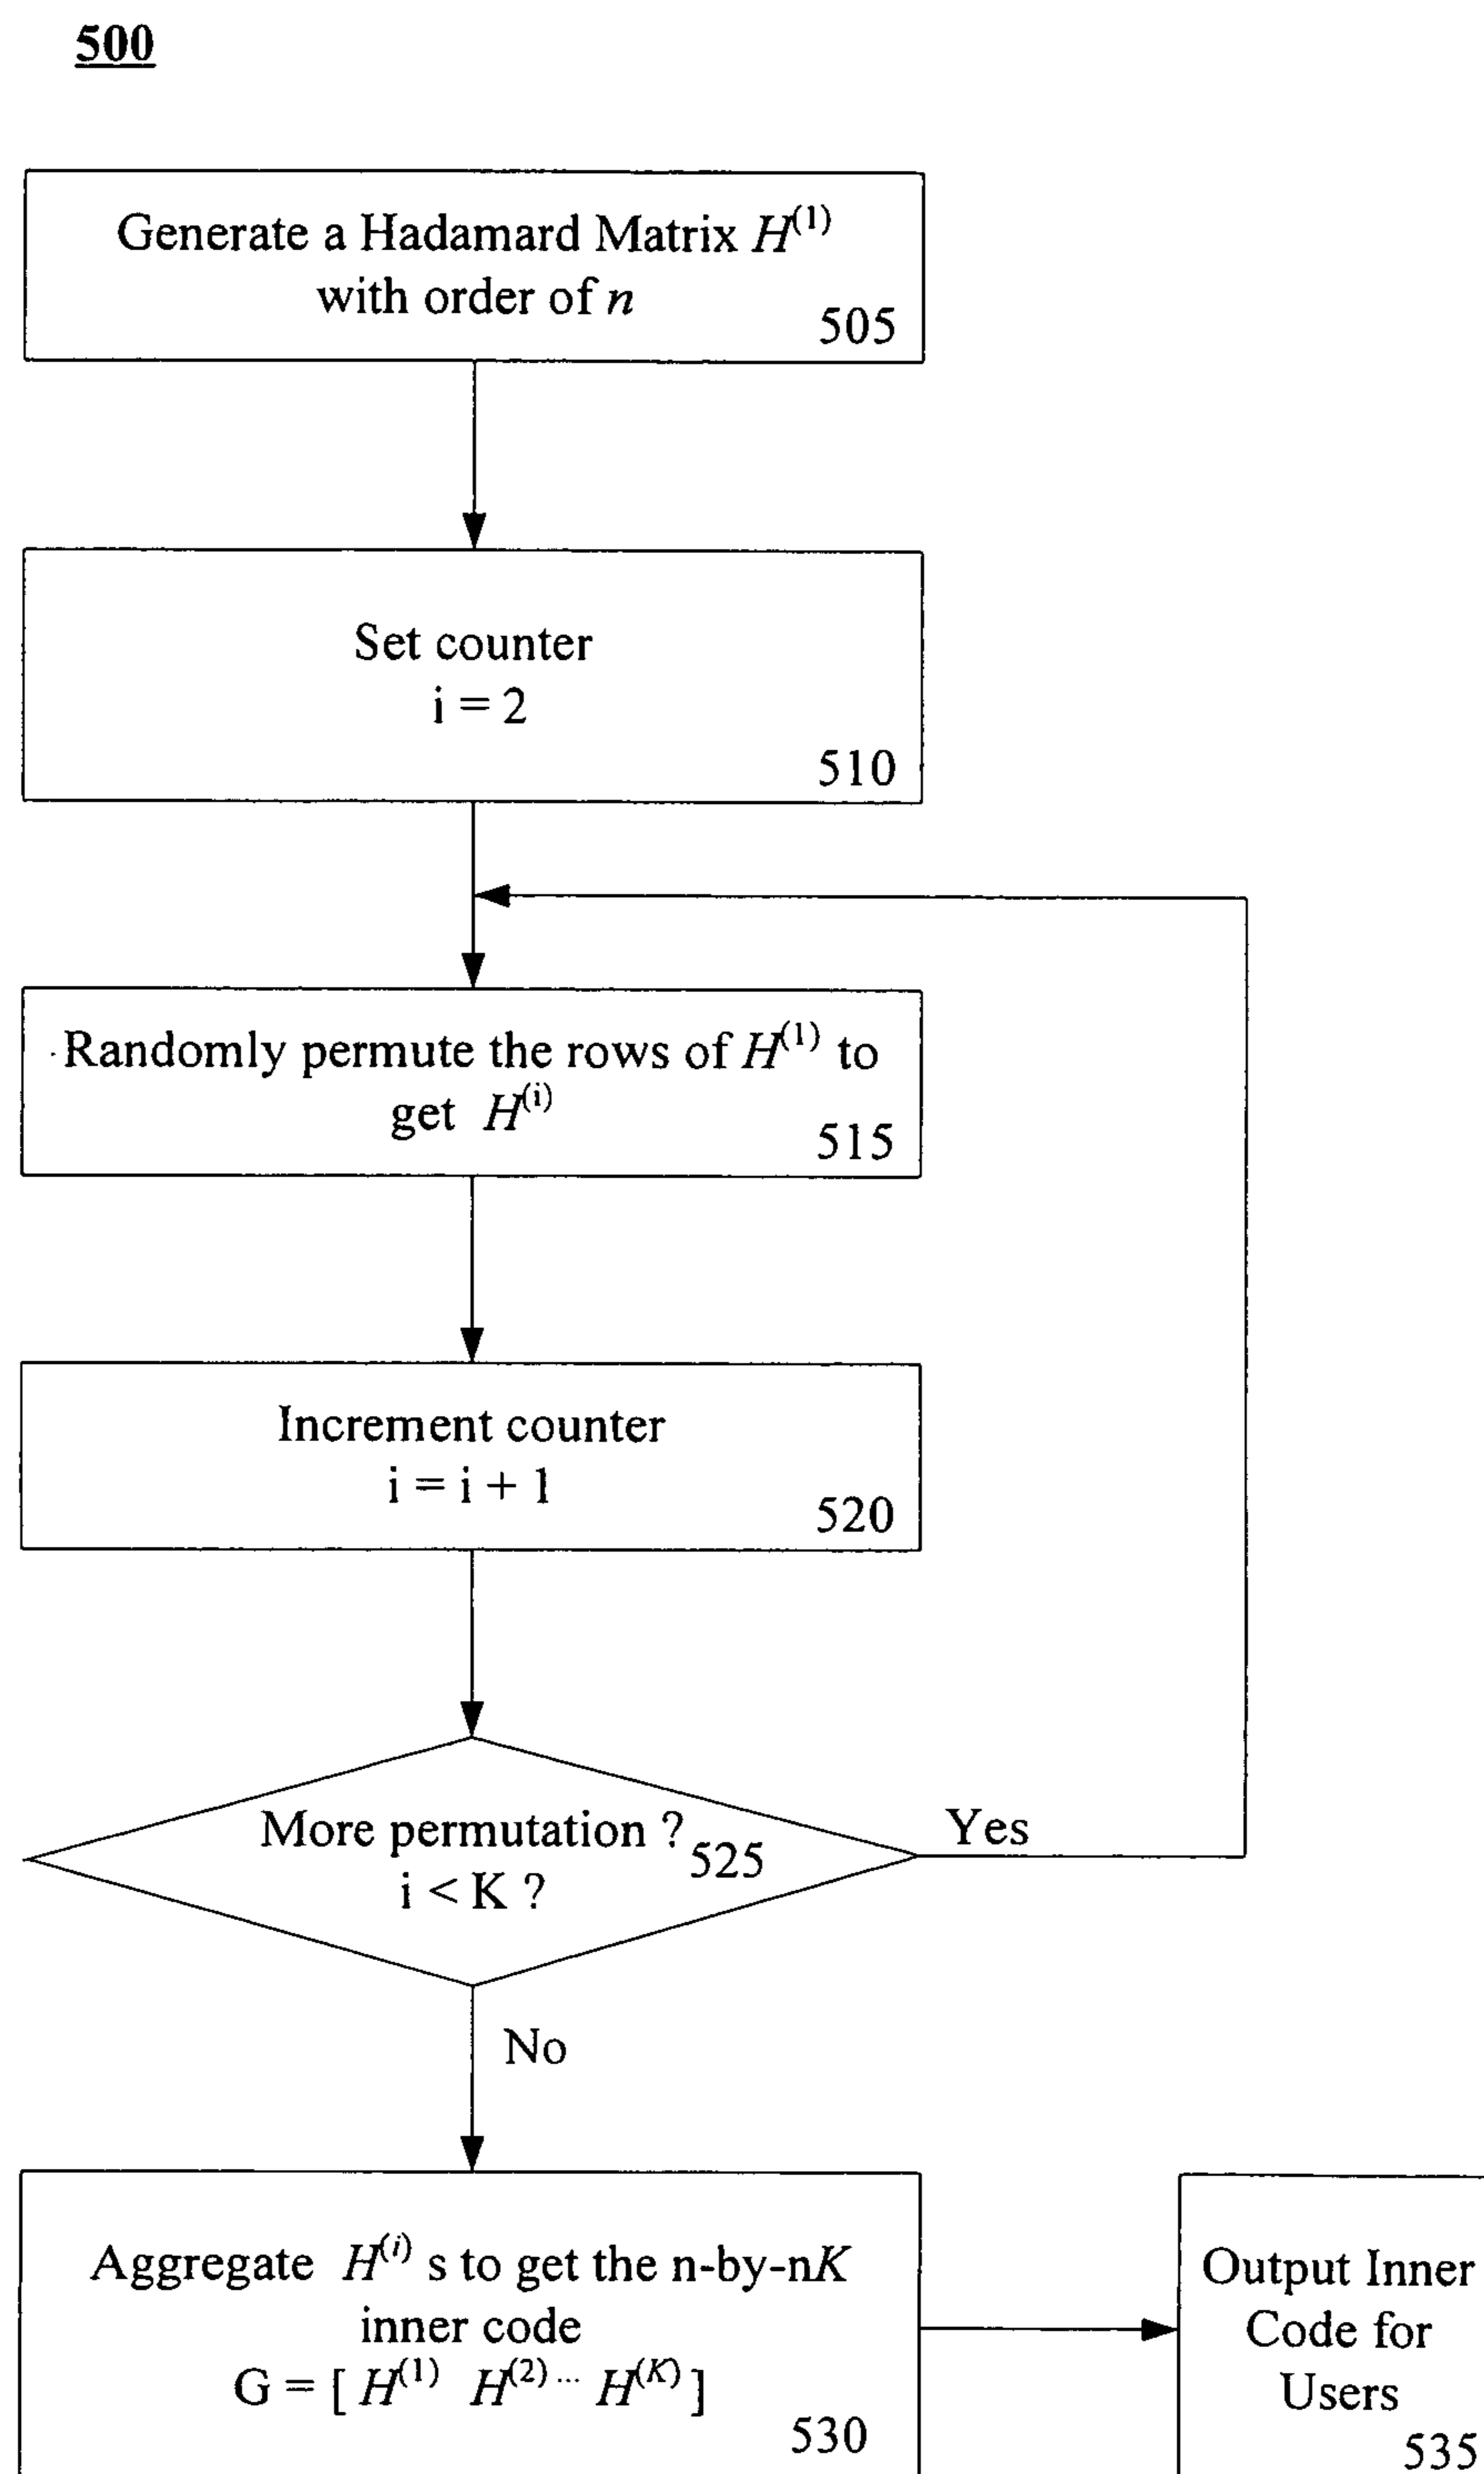 500
Generate a Hadamard Matrix H^(1)
with order of n
505
Set counter
i = 2
510
Randomly permute the rows of H^(1) to
get H^(i)
515
Increment counter
i = i + 1
520
More permutation ?
i < K ?
525
Yes
No
Aggregate H^(i) s to get the n-by-nK
inner code
G = [ H^(1) H^(2) ... H^(K) ]
530
Output Inner
Code for
Users
535